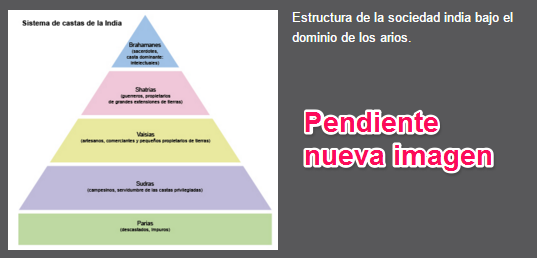 Sistema de castas de la India
Brahamanes
(sacerdotes,
casta dominante:
intelectuales)
Shatrias
(guerreros, propietarios
de grandes extensiones de tierras)
Vaisias
(artesanos, comerciantes y pequeños propietarios de tierras)
Sudras
(campesinos, servidumbre de las castas privilegiadas)
Parias
(descastados, impuros)
Estructura de la sociedad india bajo el
dominio de los arios.
Pendiente
nueva imagen